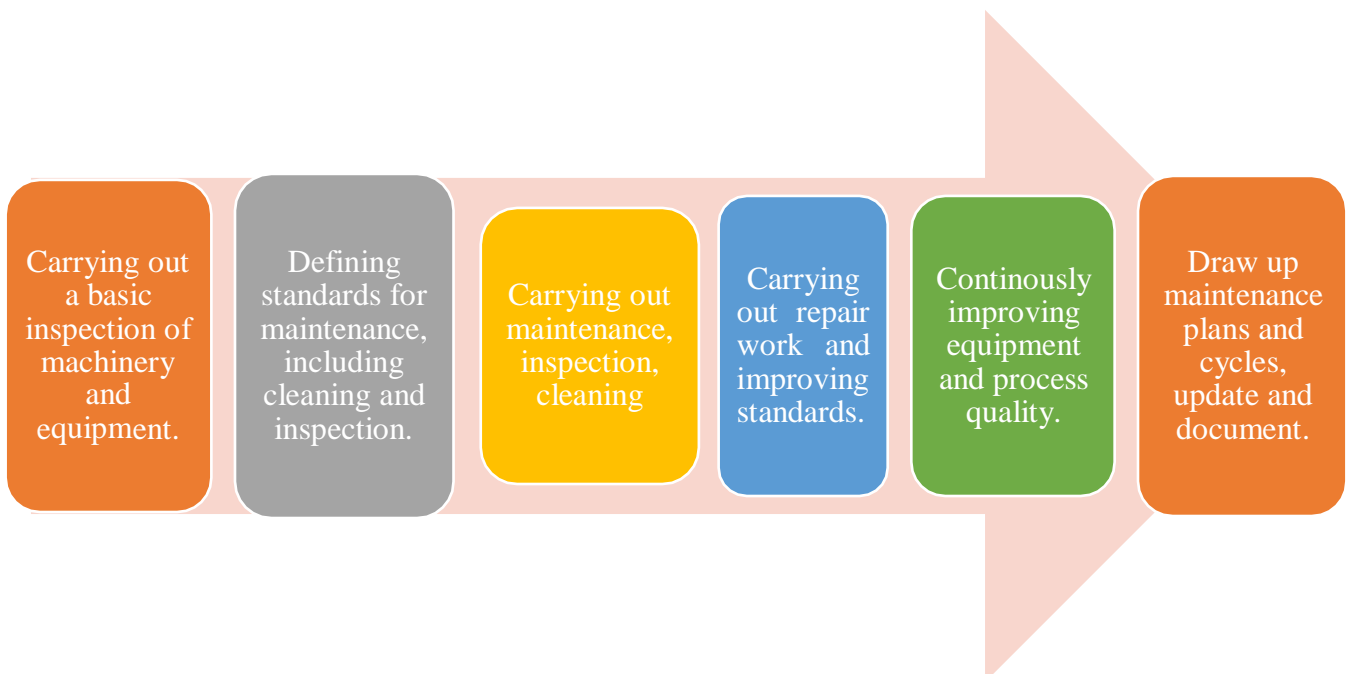 Carrying out
a basic
inspection of
machinery
and
equipment.
Defining
standards for
maintenance,
including
cleaning and
inspection.
Carrying out
maintenance,
inspection,
cleaning
Carrying
out repair
work and
improving
standards.
Continously
improving
equipment
and process
quality.
Draw up
maintenance
plans and
cycles,
update and
document.